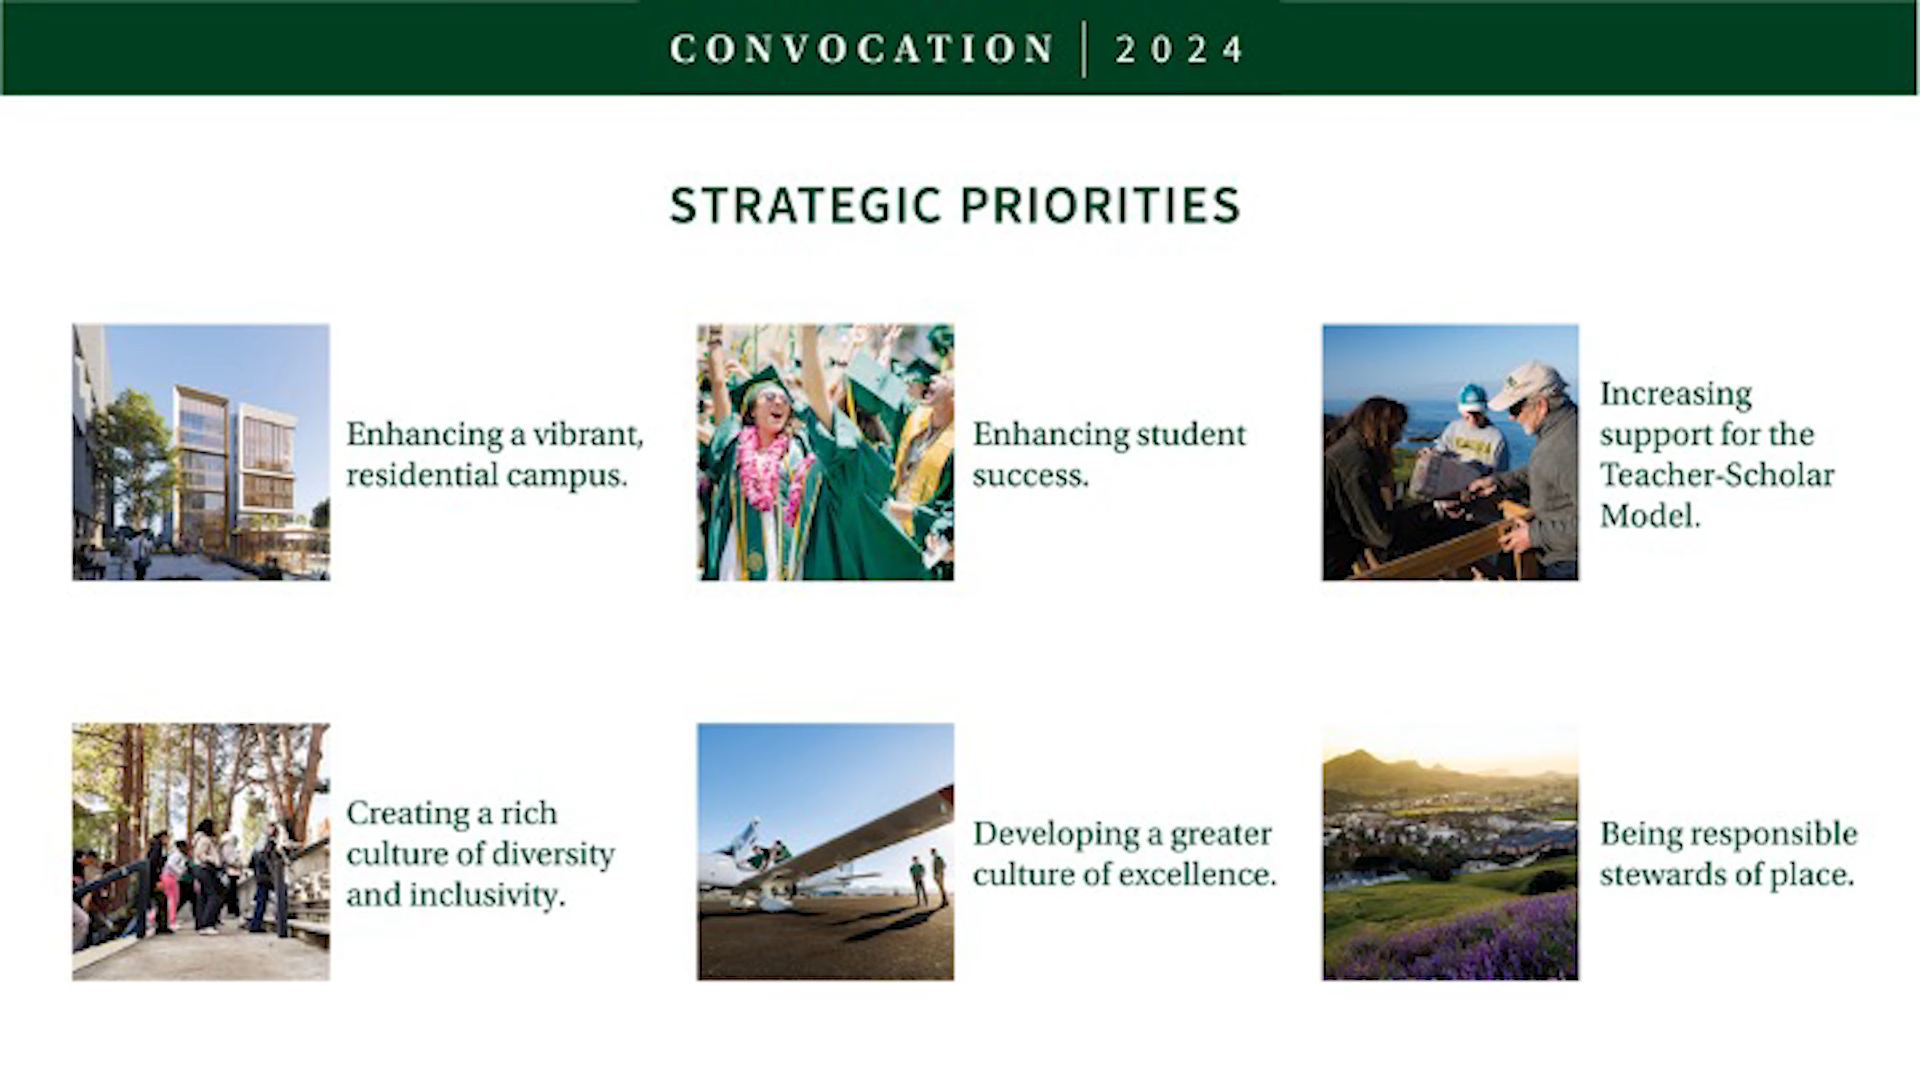 CONVOCATION | 2024
STRATEGIC PRIORITIES
Enhancing a vibrant,
residential campus.
Enhancing student
success.
Increasing
support for the
Teacher-Scholar
Model.
Creating a rich
culture of diversity
and inclusivity.
Developing a greater
culture of excellence.
Being responsible
stewards of place.